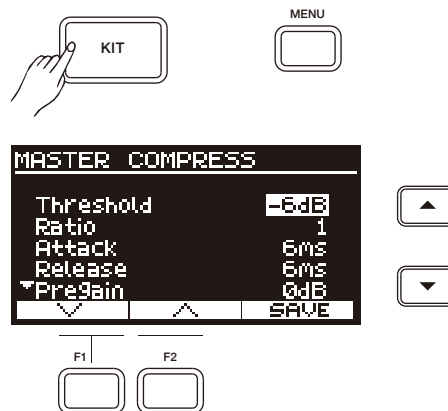 KIT
MENU
MASTER COMPRESS
Threshold -6dB
Ratio 1
Attack 6ms
Release 6ms
Pregain 0dB
SAVE
F1 F2